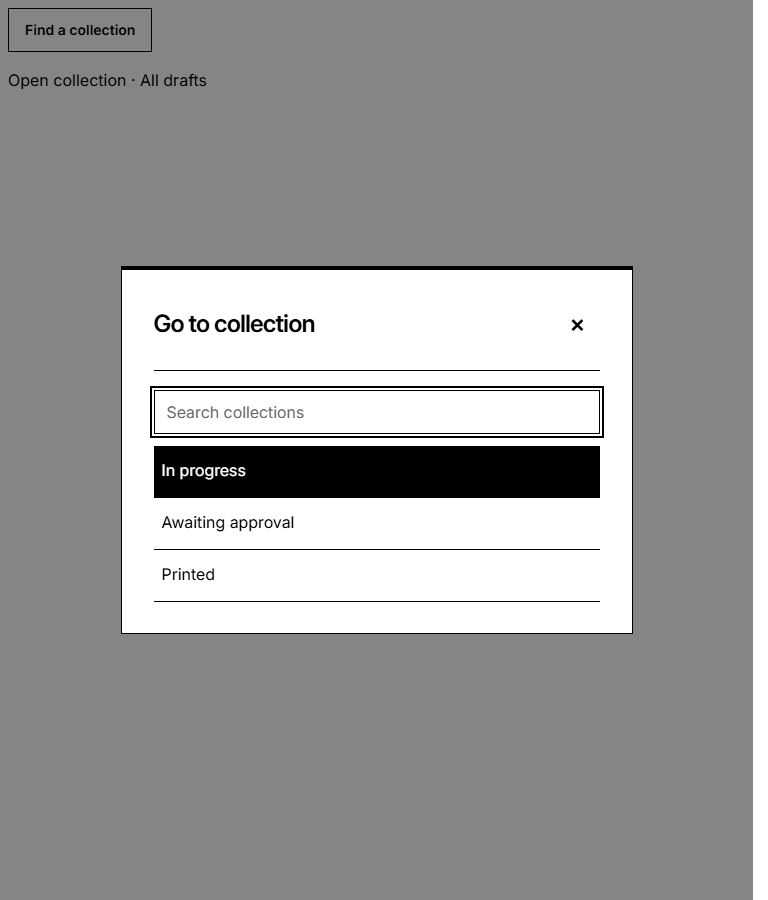 Find a collection
Open collection · All drafts
Go to collection
×
Search collections
In progress
Awaiting approval
Printed